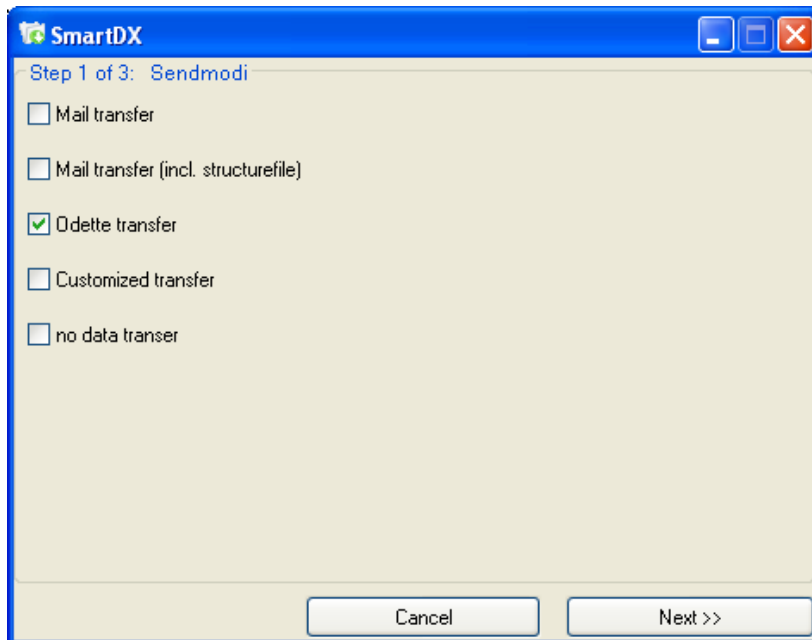 SmartDX
Step 1 of 3: Sendmodi
Mail transfer
Mail transfer (incl. structurefile)
Odette transfer
Customized transfer
no data transer
Cancel
Next >>